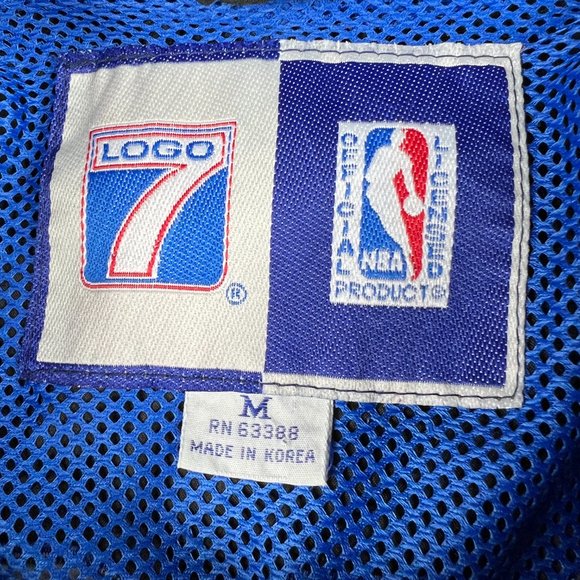 LOGO
7
®
OFFICIAL
LICENSED
NBA
PRODUCT®
M
RN 63388
MADE IN KOREA